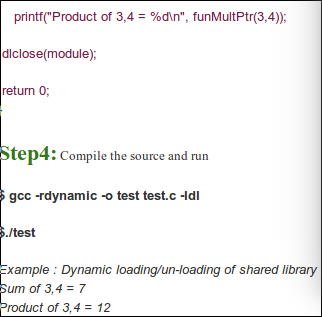 printf("Product of 3,4 = %d\n", funMultPtr(3,4));
dlclose(module);
return 0;
Step4: Compile the source and run
$ gcc -rdynamic -o test test.c -ldl
$./test
Example : Dynamic loading/un-loading of shared library
Sum of 3,4 = 7
Product of 3,4 = 12